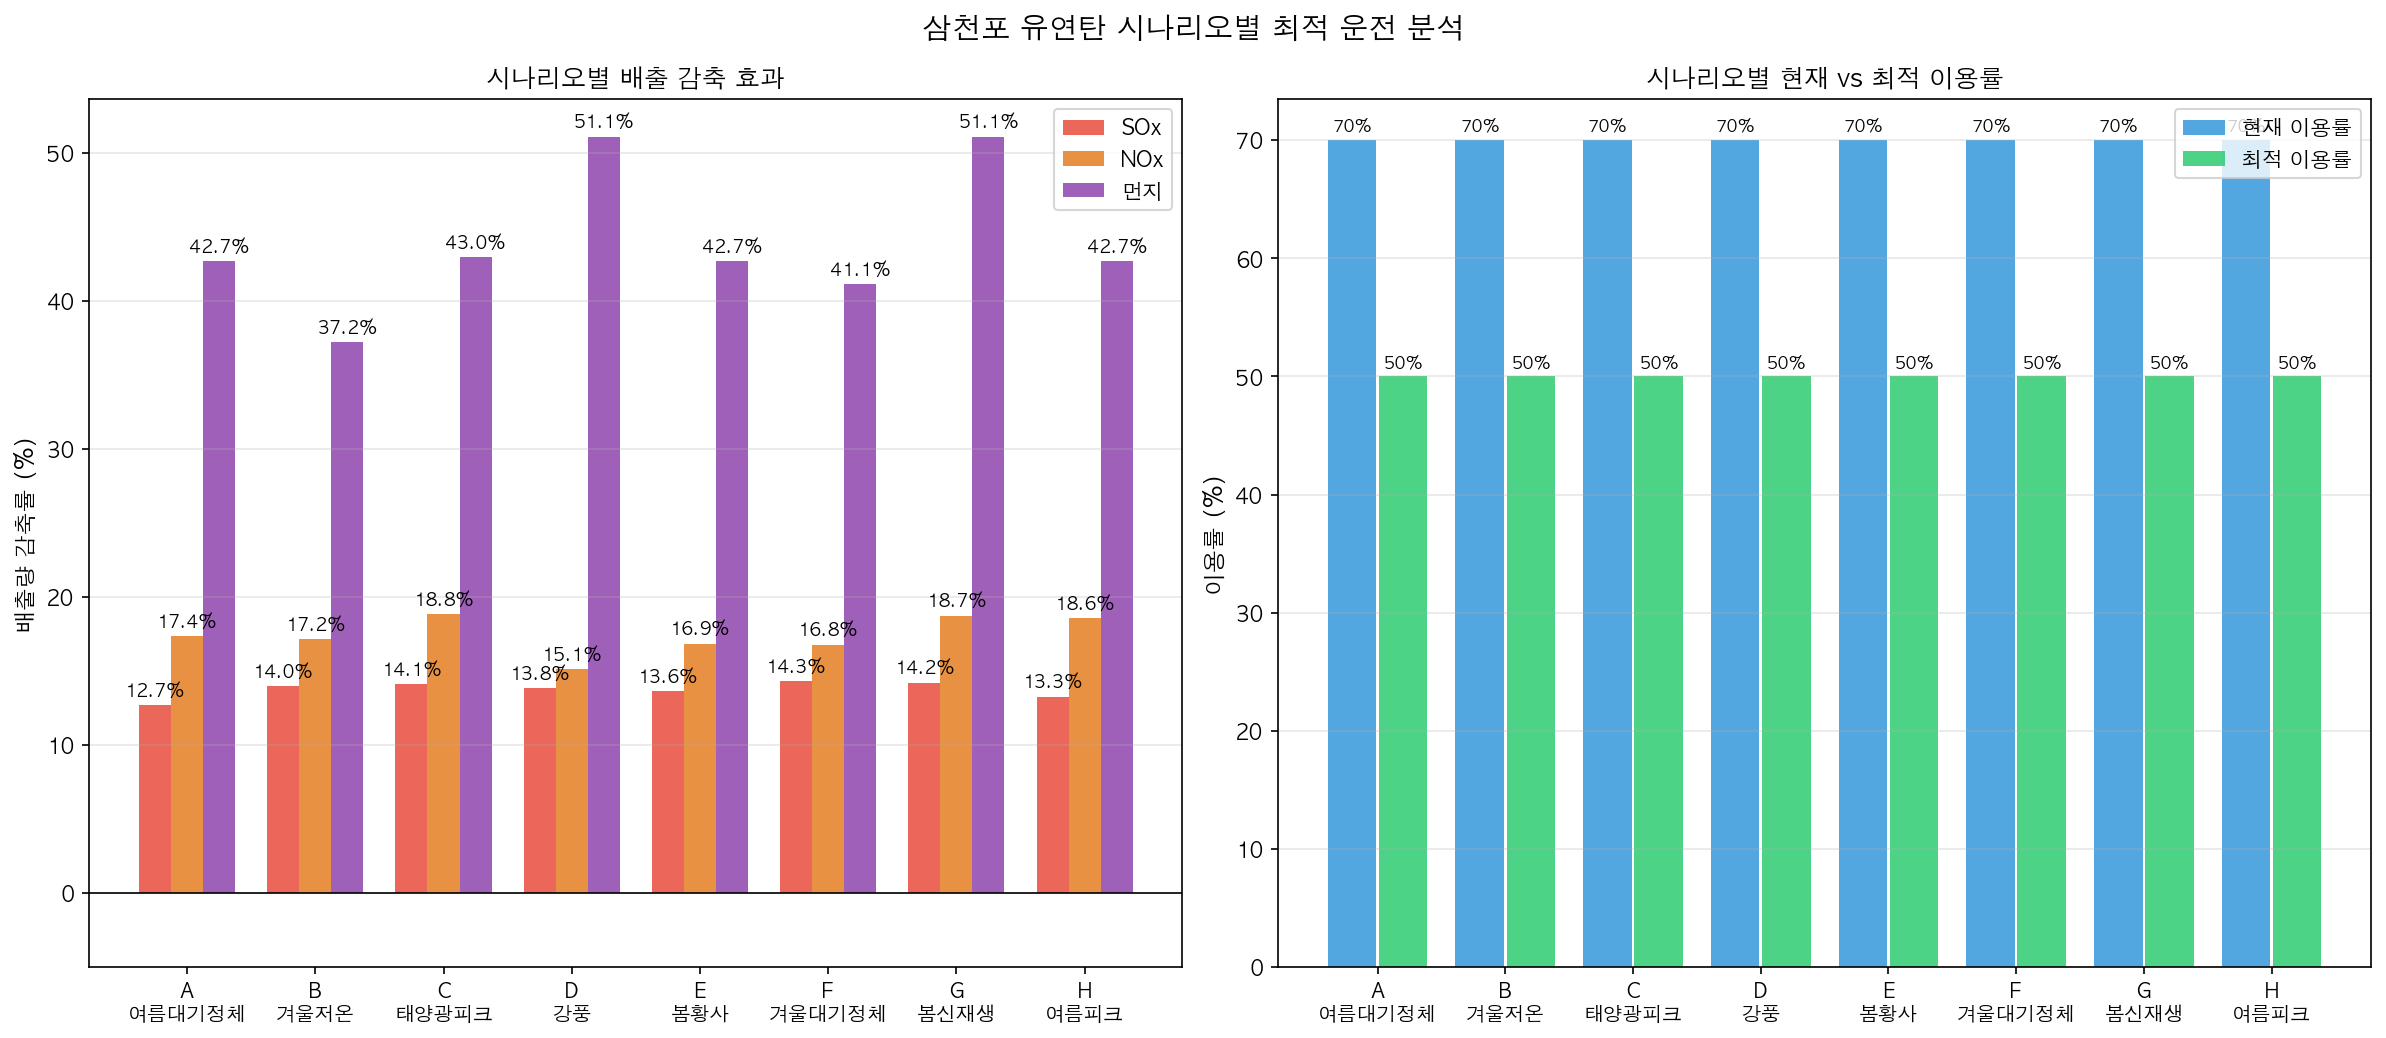 삼천포 유연탄 시나리오별 최적 운전 분석
시나리오별 배출 감축 효과
배출량 감축률 (%)
50
40
30
20
10
0
SOx
NOx
먼지
12.7% 17.4% 42.7%
14.0% 17.2% 37.2%
14.1% 18.8% 43.0%
13.8% 15.1% 51.1%
13.6% 16.9% 42.7%
14.3% 16.8% 41.1%
14.2% 18.7% 51.1%
13.3% 18.6% 42.7%
A B C D E F G H
여름대기정체 겨울저온 태양광피크 강풍 봄황사 겨울대기정체 봄신재생 여름피크
시나리오별 현재 vs 최적 이용률
이용률 (%)
70
60
50
40
30
20
10
0
현재 이용률
최적 이용률
70% 70% 70% 70% 70% 70% 70% 70%
50% 50% 50% 50% 50% 50% 50% 50%
A B C D E F G H
여름대기정체 겨울저온 태양광피크 강풍 봄황사 겨울대기정체 봄신재생 여름피크